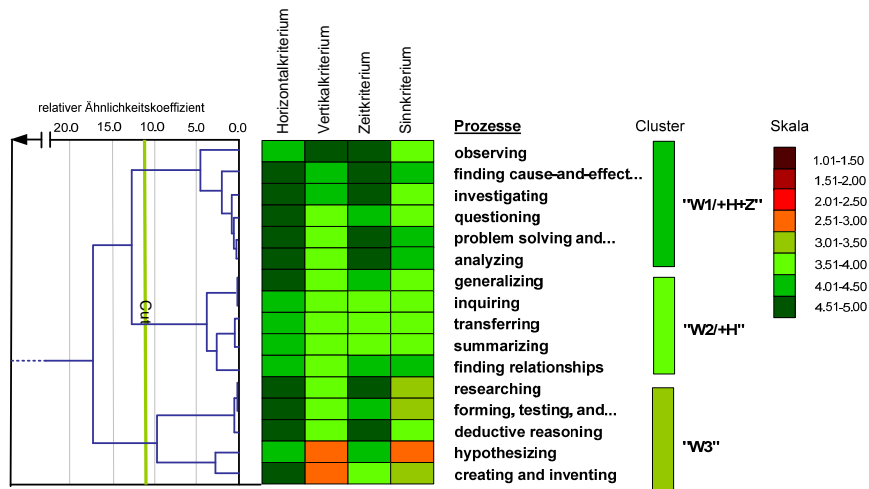 Horizontalkriterium
Vertikalkriterium
Zeitkriterium
Sinnkriterium
relativer Ähnlichkeitskoeffizient
20.0 15.0 10.0 5.0 0.0
Cut
Prozesse
observing
finding cause-and-effect...
investigating
questioning
problem solving and...
analyzing
generalizing
inquiring
transferring
summarizing
finding relationships
researching
forming, testing, and...
deductive reasoning
hypothesizing
creating and inventing
Cluster
"W1/+H+Z"
"W2/+H"
"W3"
Skala
1.01-1.50
1.51-2.00
2.01-2.50
2.51-3.00
3.01-3.50
3.51-4.00
4.01-4.50
4.51-5.00